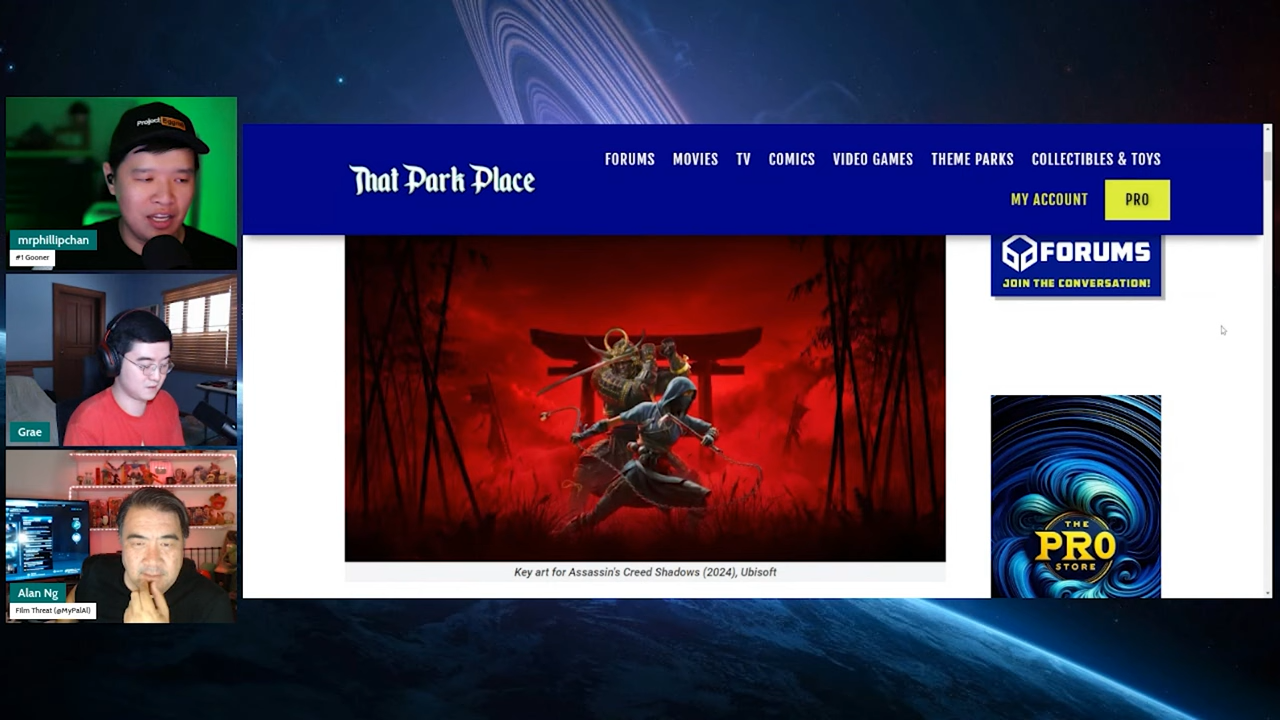 Project
mrphillipchan
#1 Gooner
Grae
Alan Ng
Film Threat (@MyPalAl)
That Park Place
FORUMS MOVIES TV COMICS VIDEO GAMES THEME PARKS COLLECTIBLES & TOYS
MY ACCOUNT PRO
FORUMS
JOIN THE CONVERSATION!
THE
PRO
STORE
Key art for Assassin's Creed Shadows (2024), Ubisoft